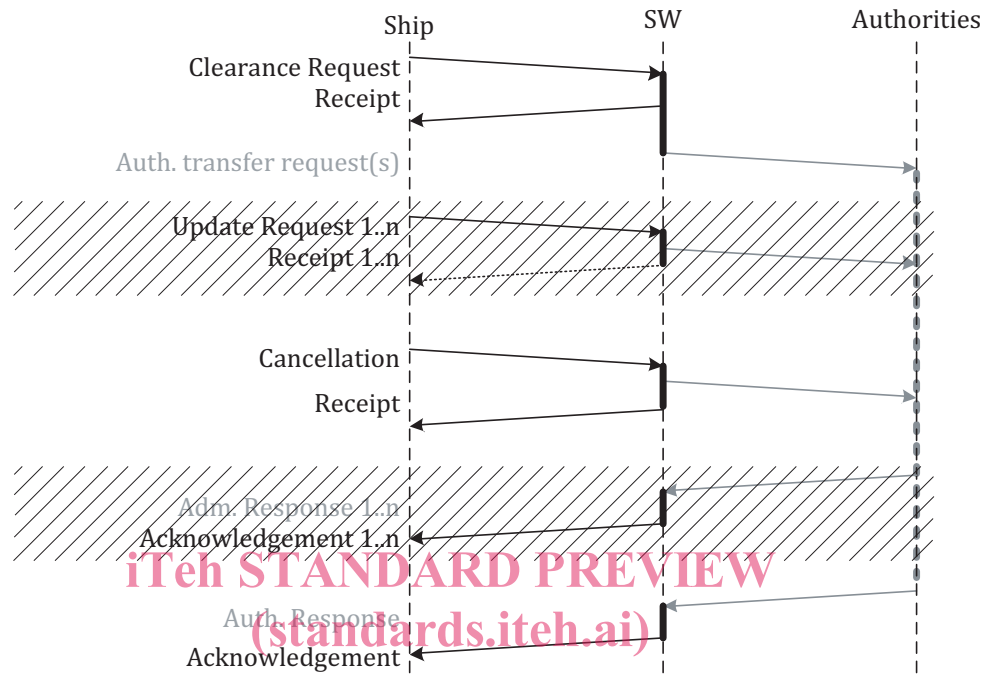 Ship
SW
Authorities
Clearance Request
Receipt
Auth. transfer request(s)
Update Request 1..n
Receipt 1..n
Cancellation
Receipt
Adm. Response 1..n
Acknowledgement 1..n
iTeh STANDARD PREVIEW
Auth. Response
(standards.iteh.ai)
Acknowledgement